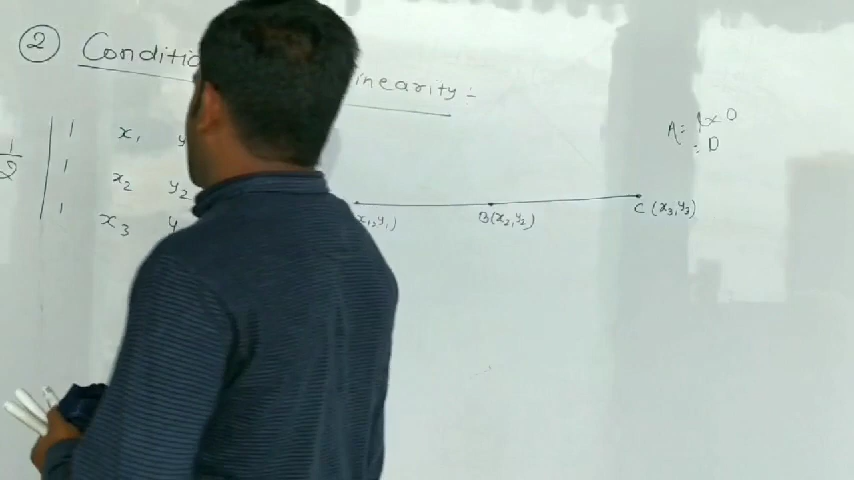 ② Conditio inearity :-
1 x₁ y
1/2 1 x₂ y₂
1 x₃ y
x₁, y₁) B(x₂, y₂) C (x₃, y₃)
A =
= 0